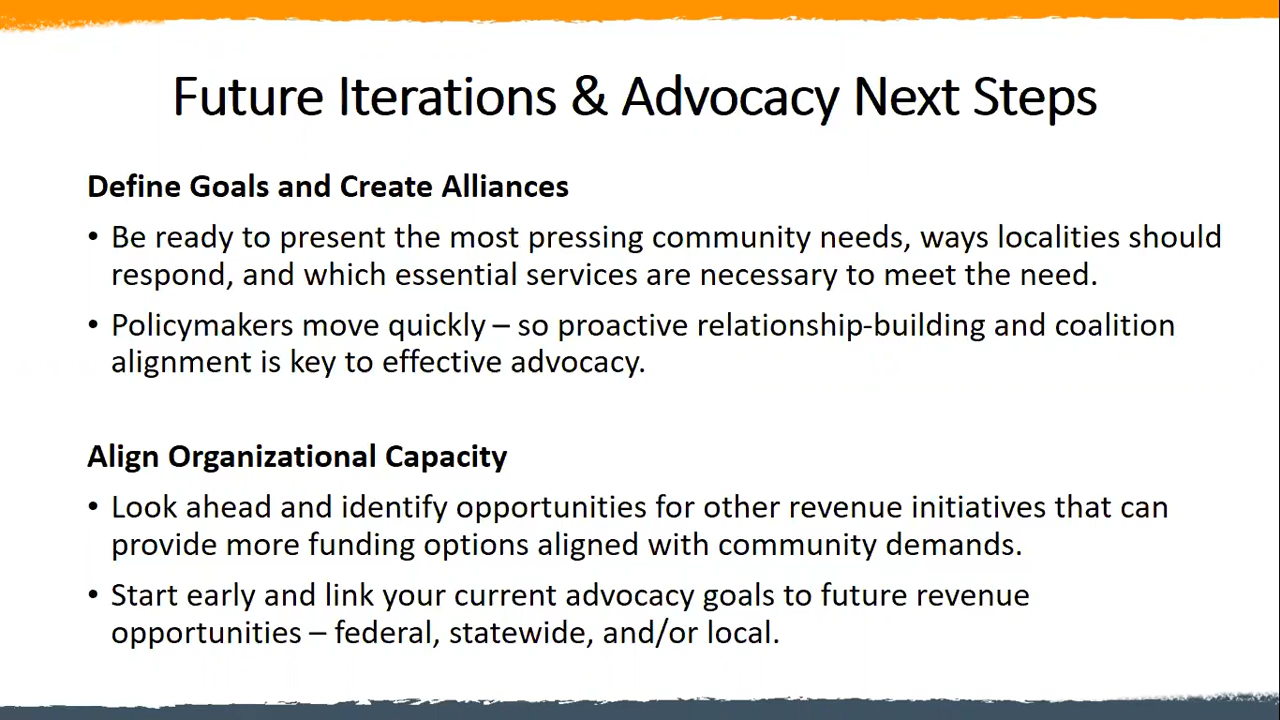 Future Iterations & Advocacy Next Steps
Define Goals and Create Alliances
• Be ready to present the most pressing community needs, ways localities should
respond, and which essential services are necessary to meet the need.
• Policymakers move quickly – so proactive relationship-building and coalition
alignment is key to effective advocacy.
Align Organizational Capacity
• Look ahead and identify opportunities for other revenue initiatives that can
provide more funding options aligned with community demands.
• Start early and link your current advocacy goals to future revenue
opportunities – federal, statewide, and/or local.